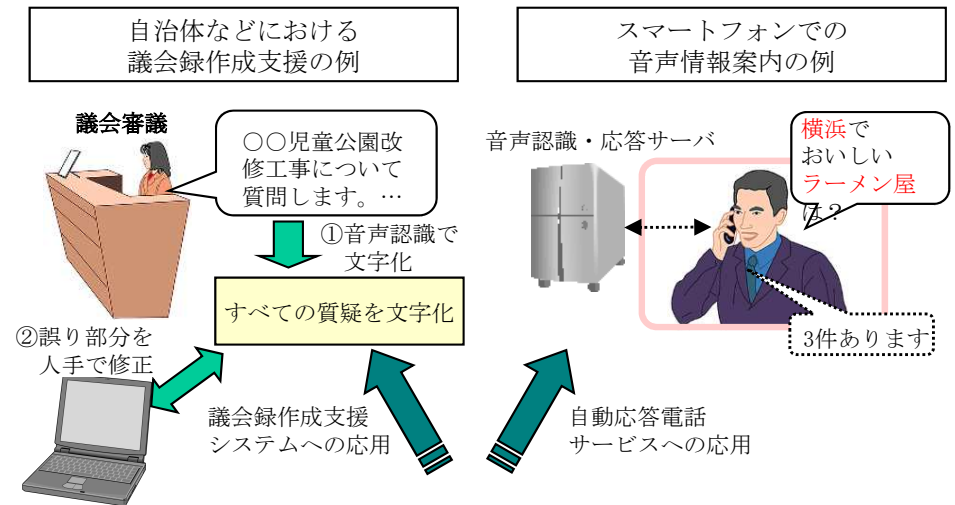 自治体などにおける
議会録作成支援の例
スマートフォンでの
音声情報案内の例
議会審議
〇〇児童公園改
修工事について
質問します。…
①音声認識で
文字化
すべての質疑を文字化
②誤り部分を
人手で修正
議会録作成支援
システムへの応用
音声認識・応答サーバ
横浜で
おいしい
ラーメン屋
は?
3件あります
自動応答電話
サービスへの応用